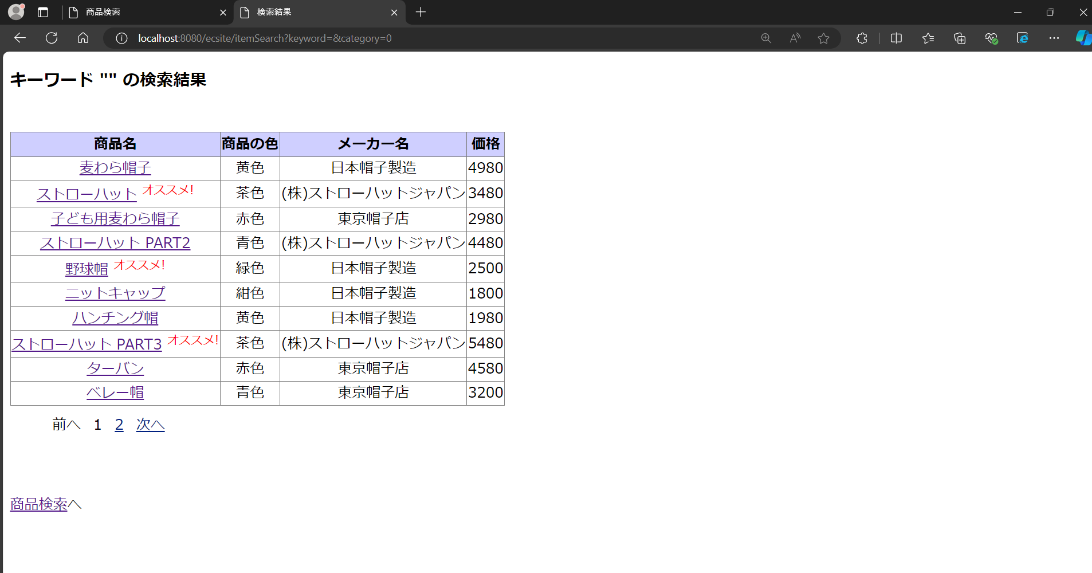 商品検索
検索結果
localhost:8080/ecsite/itemSearch?keyword=&category=0
キーワード "" の検索結果
商品名 商品の色 メーカー名 価格
麦わら帽子 黄色 日本帽子製造 4980
ストローハット オススメ! 茶色 (株)ストローハットジャパン 3480
子ども用麦わら帽子 赤色 東京帽子店 2980
ストローハット PART2 青色 (株)ストローハットジャパン 4480
野球帽 オススメ! 緑色 日本帽子製造 2500
ニットキャップ 紺色 日本帽子製造 1800
ハンチング帽 黄色 日本帽子製造 1980
ストローハット PART3 オススメ! 茶色 (株)ストローハットジャパン 5480
ターバン 赤色 東京帽子店 4580
ベレー帽 青色 東京帽子店 3200
前へ 1 2 次へ
商品検索へ